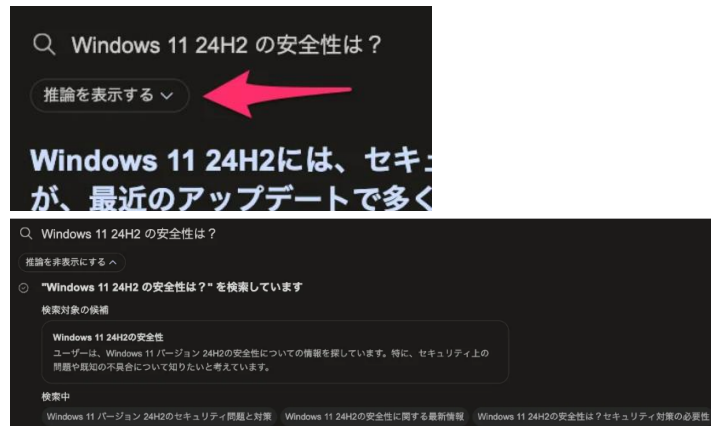 Windows 11 24H2 の安全性は？
推論を表示する
Windows 11 24H2には、セキュ
が、最近のアップデートで多く
Windows 11 24H2 の安全性は？
推論を非表示にする
"Windows 11 24H2 の安全性は？" を検索しています
検索対象の候補
Windows 11 24H2の安全性
ユーザーは、Windows 11 バージョン 24H2の安全性についての情報を探しています。特に、セキュリティ上の
問題や既知の不具合について知りたいと考えています。
検索中
Windows 11 バージョン 24H2のセキュリティ問題と対策 Windows 11 24H2の安全性に関する最新情報 Windows 11 24H2の安全性は？セキュリティ対策の必要性